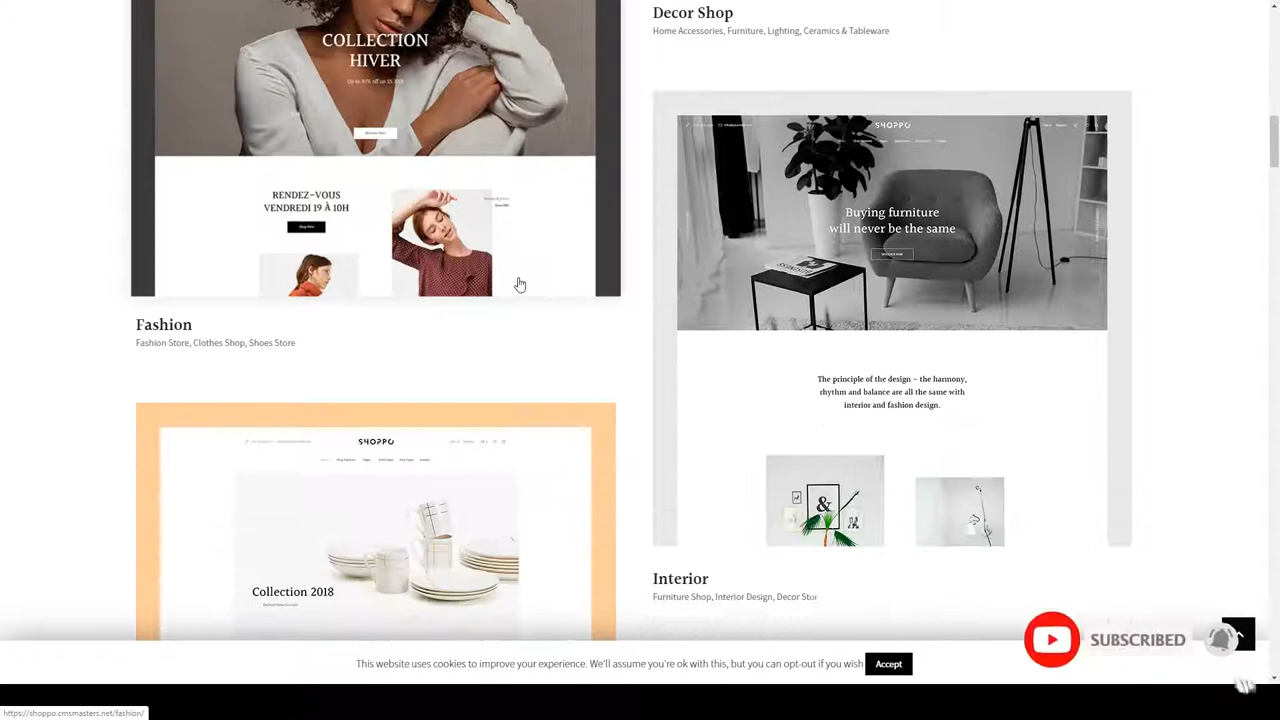 Decor Shop
Home Accessories, Furniture, Lighting, Ceramics & Tableware
COLLECTION
HIVER
RENDEZ-VOUS
VENDREDI 19 À 10H
Fashion
Fashion Store, Clothes Shop, Shoes Store
SHOPPO
Buying furniture
will never be the same
The principle of the design – the harmony,
rhythm and balance are all the same with
interior and fashion design.
&
Interior
Furniture Shop, Interior Design, Decor Stor
SHOPPO
Collection 2018
This website uses cookies to improve your experience. We'll assume you're ok with this, but you can opt-out if you wish
Accept
SUBSCRIBED
https://shoppo.cmsmasters.net/fashion/